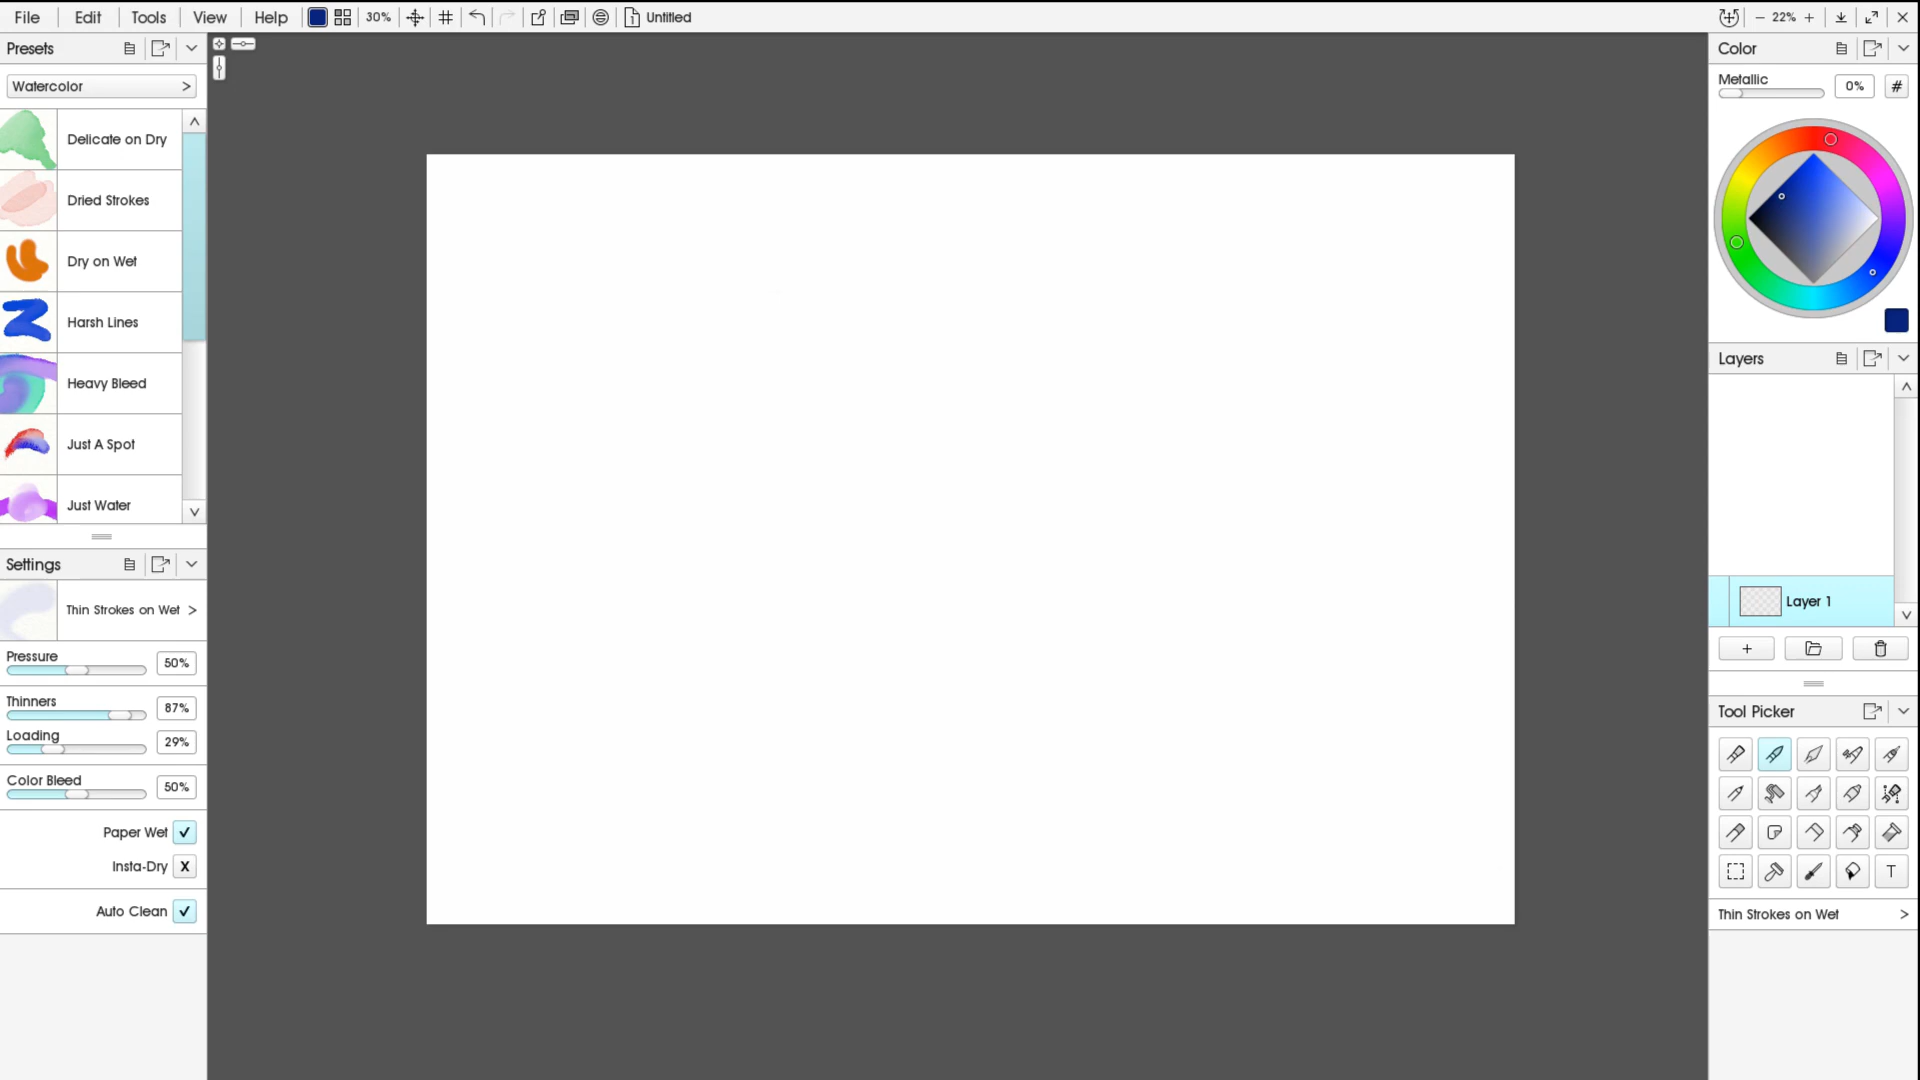 File Edit Tools View Help 30% Untitled 22%
Presets
Watercolor >
Delicate on Dry
Dried Strokes
Dry on Wet
Harsh Lines
Heavy Bleed
Just A Spot
Just Water
Settings
Thin Strokes on Wet >
Pressure 50%
Thinners 87%
Loading 29%
Color Bleed 50%
Paper Wet ✓
Insta-Dry X
Auto Clean ✓
Color
Metallic 0% #
Layers
Layer 1
+
Tool Picker
T
Thin Strokes on Wet >